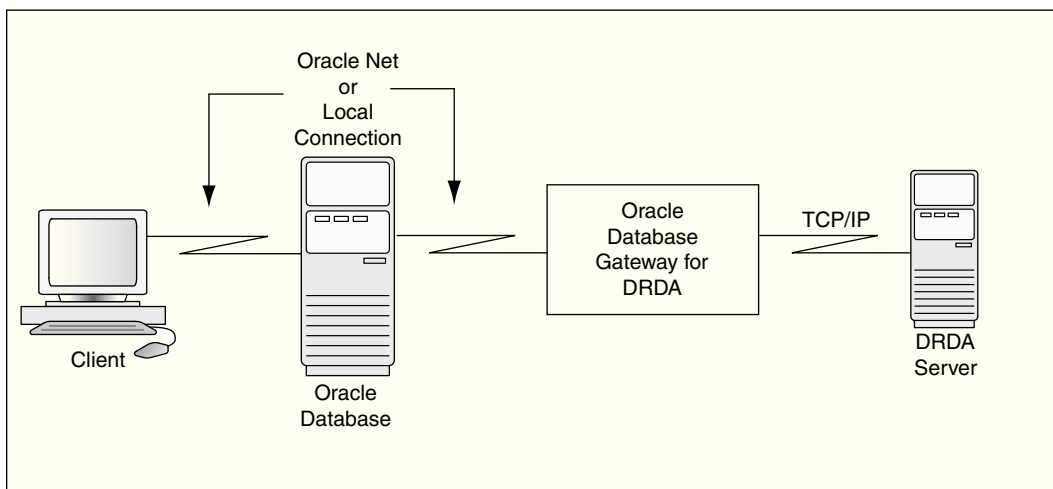 Oracle Net
or
Local
Connection
Client
Oracle
Database
Oracle
Database
Gateway for
DRDA
TCP/IP
DRDA
Server